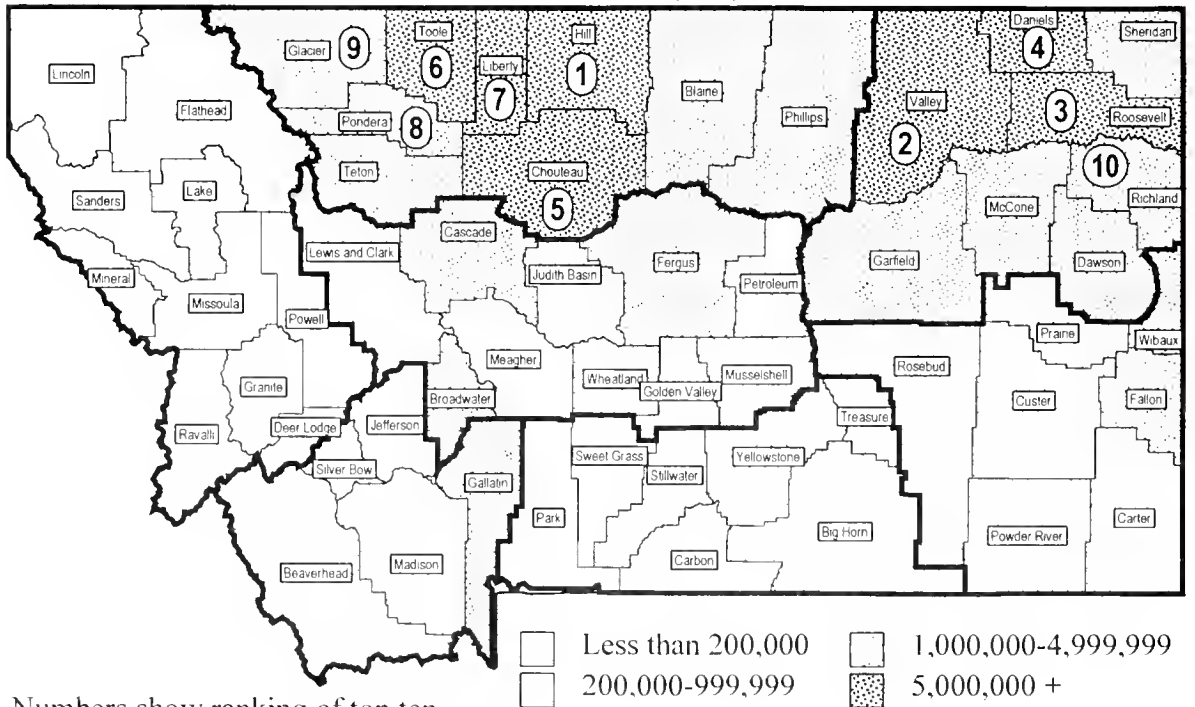 Daniels
Glacier 9 Toole Hill 4 Sheridan
Lincoln 6 Liberty 1
7 Blaine Valley 3
Flathead Pondera 8 Phillips Roosevelt
2
Teton Chouteau 10
Lake
Sanders 5 McCone Richland
Cascade
Lewis and Clark Fergus Garfield Dawson
Mineral Judith Basin
Missoula Petroleum
Powell Prairie
Meagher Wibaux
Granite Wheatland Musselshell Rosebud
Broadwater Golden Valley Custer Fallon
Ravalli Deer Lodge Jefferson Treasure
Sweet Grass Yellowstone
Silver Bow Gallatin Stillwater
Park Big Horn Powder River Carter
Beaverhead Madison Carbon
Less than 200,000 1,000,000-4,999,999
200,000-999,999 5,000,000 +
Numbers show ranking of top ten